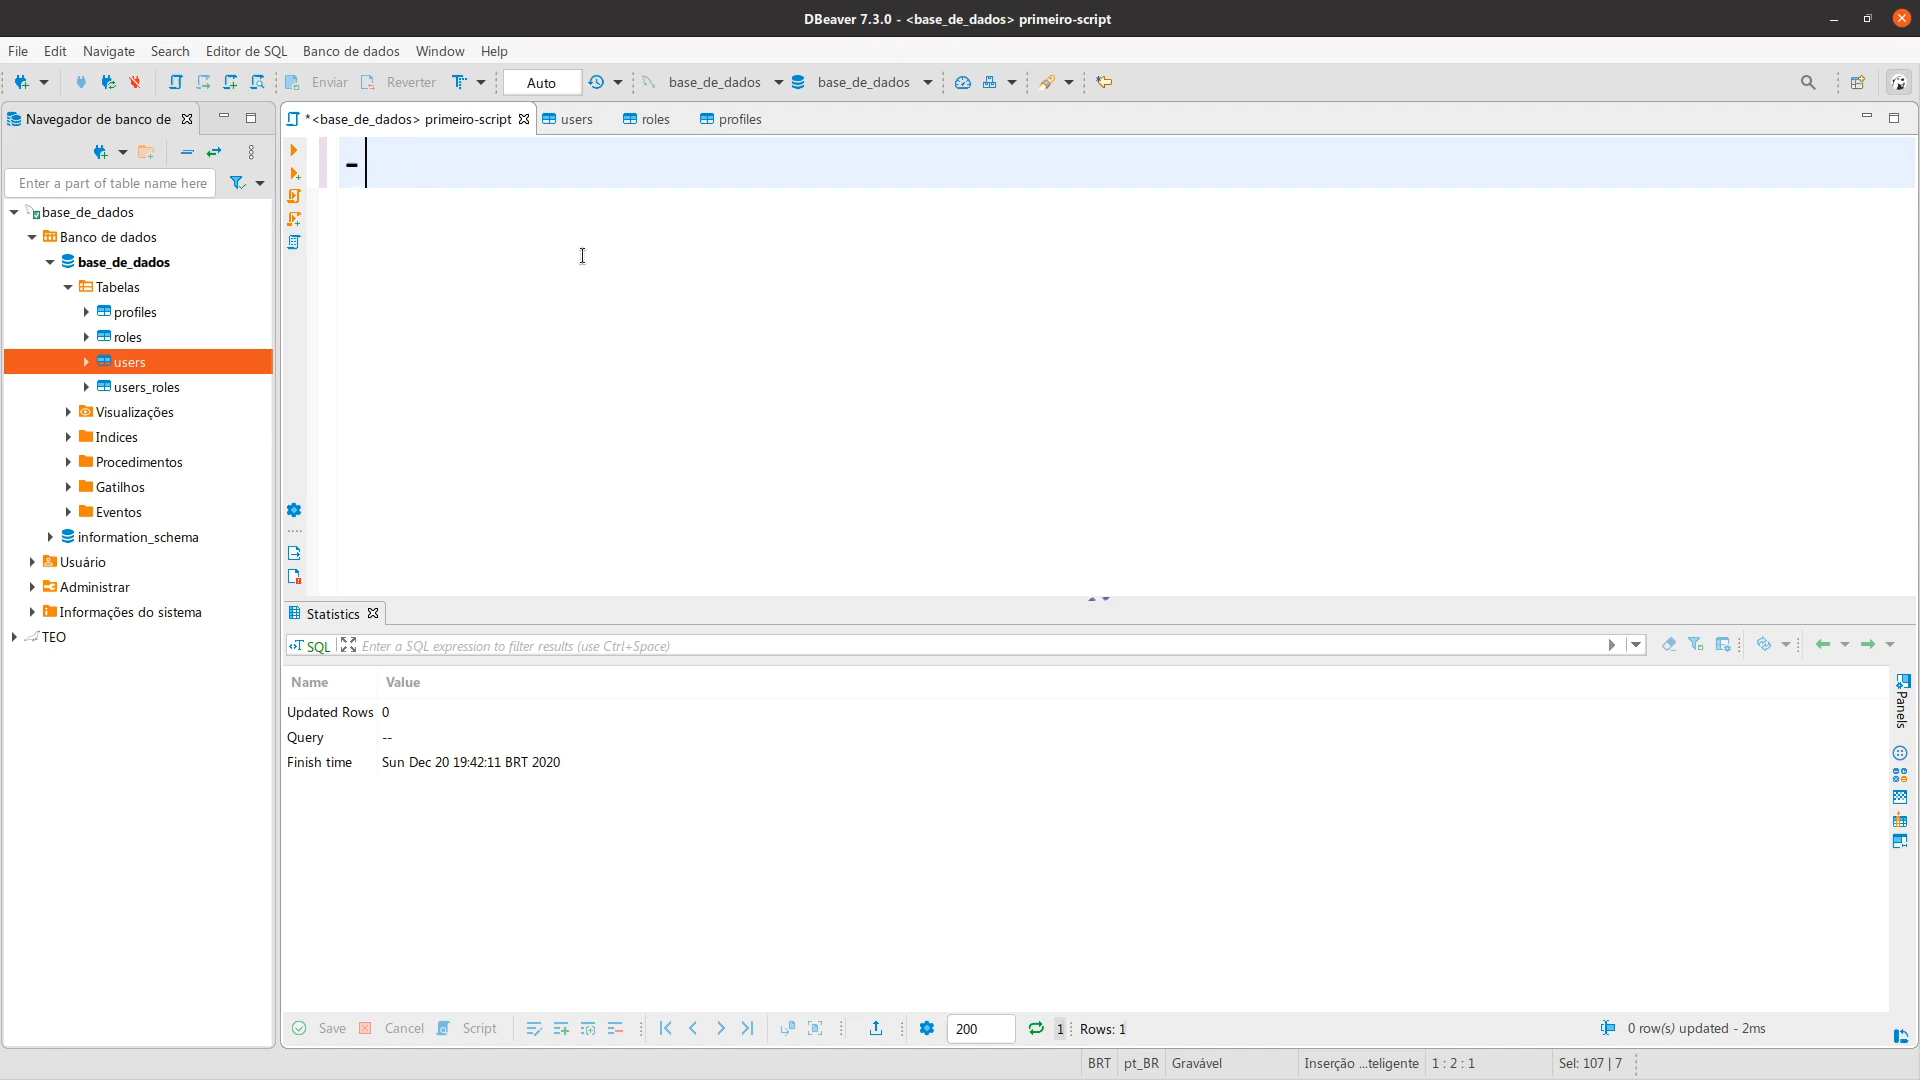 DBeaver 7.3.0 - <base_de_dados> primeiro-script
File Edit Navigate Search Editor de SQL Banco de dados Window Help
Enviar Reverter Auto base_de_dados base_de_dados
Navegador de banco de
*<base_de_dados> primeiro-script users roles profiles
Enter a part of table name here
-
base_de_dados
Banco de dados
base_de_dados
Tabelas
profiles
roles
users
users_roles
Visualizações
Indices
Procedimentos
Gatilhos
Eventos
information_schema
Usuário
Administrar
Informações do sistema
TEO
Statistics
SQL Enter a SQL expression to filter results (use Ctrl+Space)
Name Value
Updated Rows 0
Query --
Finish time Sun Dec 20 19:42:11 BRT 2020
Panels
Save Cancel Script 200 1 Rows: 1 0 row(s) updated - 2ms
BRT pt_BR Gravável Inserção ...teligente 1 : 2 : 1 Sel: 107 | 7